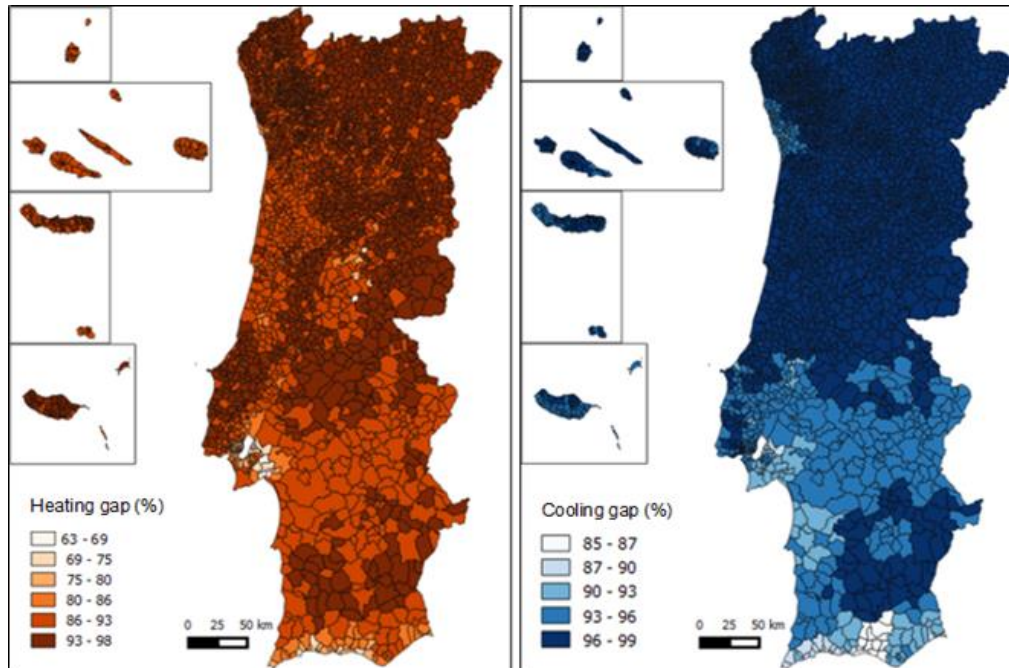 Heating gap (%)
63 - 69
69 - 75
75 - 80
80 - 86
86 - 93
93 - 98
0 25 50 km
Cooling gap (%)
85 - 87
87 - 90
90 - 93
93 - 96
96 - 99
0 25 50 km